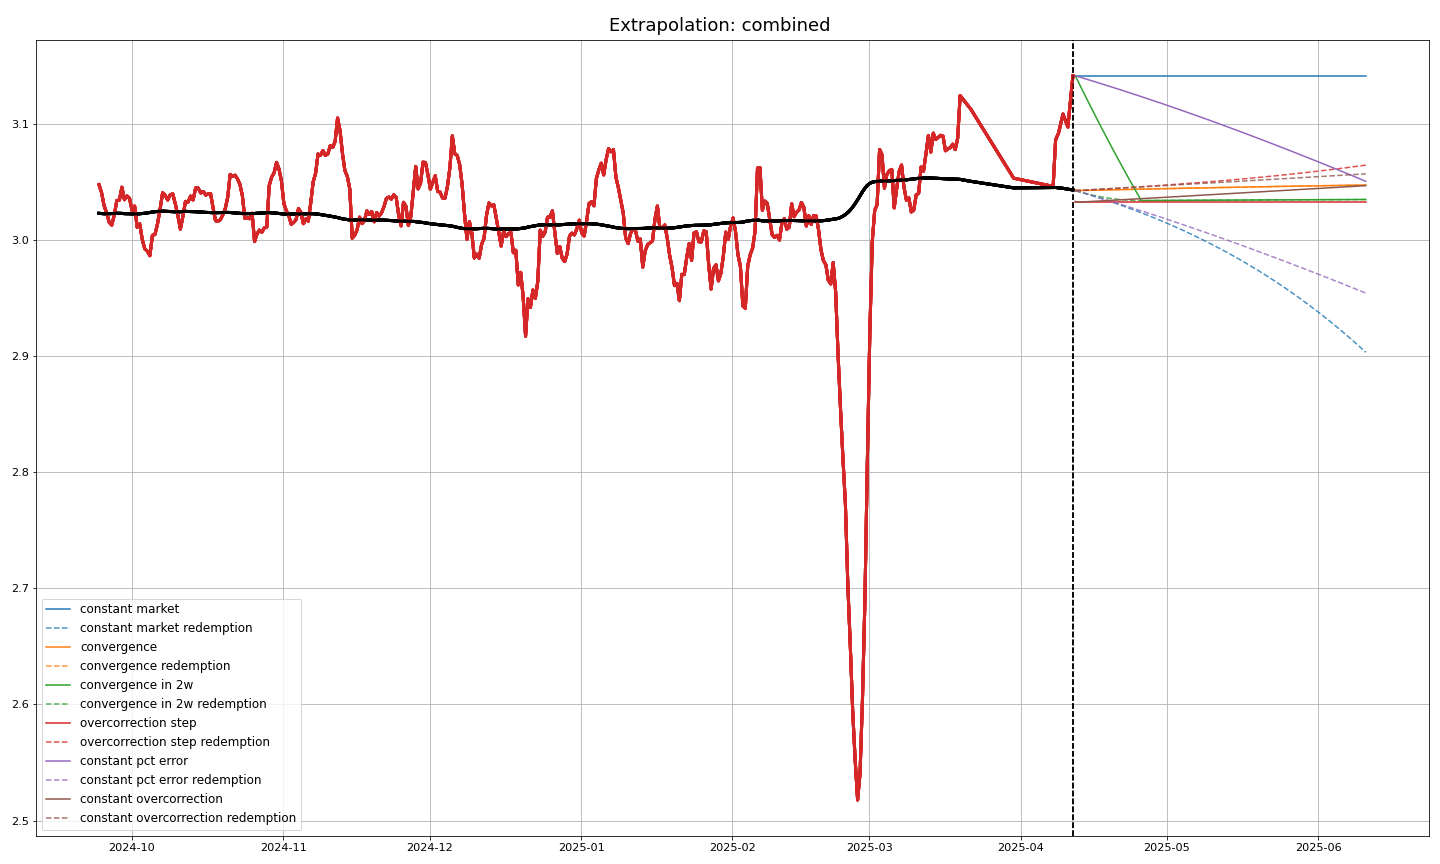 Extrapolation: combined
3.1
3.0
2.9
2.8
2.7
2.6
2.5
constant market
constant market redemption
convergence
convergence redemption
convergence in 2w
convergence in 2w redemption
overcorrection step
overcorrection step redemption
constant pct error
constant pct error redemption
constant overcorrection
constant overcorrection redemption
2024-10 2024-11 2024-12 2025-01 2025-02 2025-03 2025-04 2025-05 2025-06